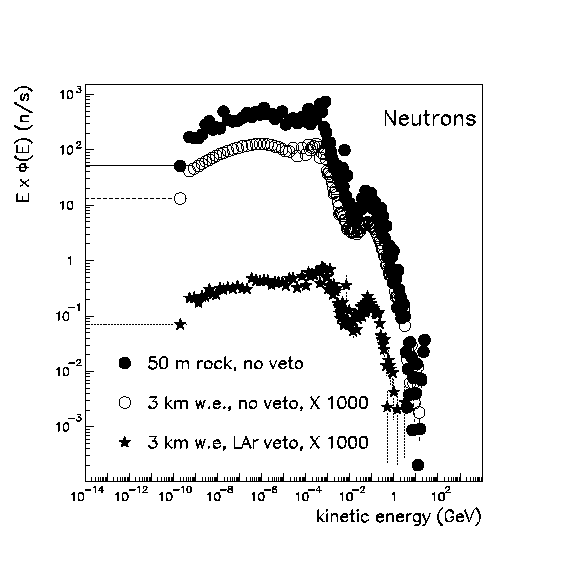 E x ϕ(E) (n/s)
10³
10²
10
1
10⁻¹
10⁻²
10⁻³
Neutrons
50 m rock, no veto
3 km w.e., no veto, X 1000
3 km w.e, LAr veto, X 1000
10⁻¹⁴ 10⁻¹² 10⁻¹⁰ 10⁻⁸ 10⁻⁶ 10⁻⁴ 10⁻² 1 10²
kinetic energy (GeV)